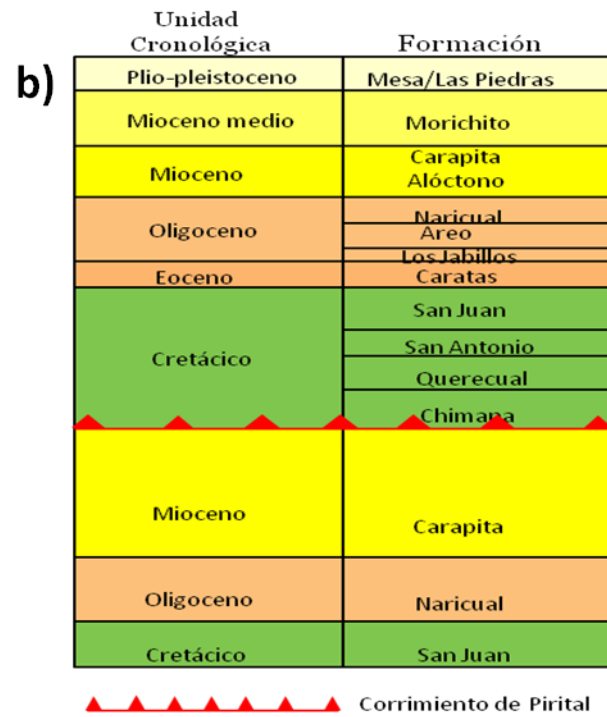 b)
Unidad
Cronológica
Formación
Plio-pleistoceno
Mesa/Las Piedras
Mioceno medio
Morichito
Mioceno
Carapita
Alóctono
Oligoceno
Naricual
Areo
Los Jabillos
Eoceno
Caratas
Cretácico
San Juan
San Antonio
Querecual
Chimana
Mioceno
Carapita
Oligoceno
Naricual
Cretácico
San Juan
Corrimiento de Pirital